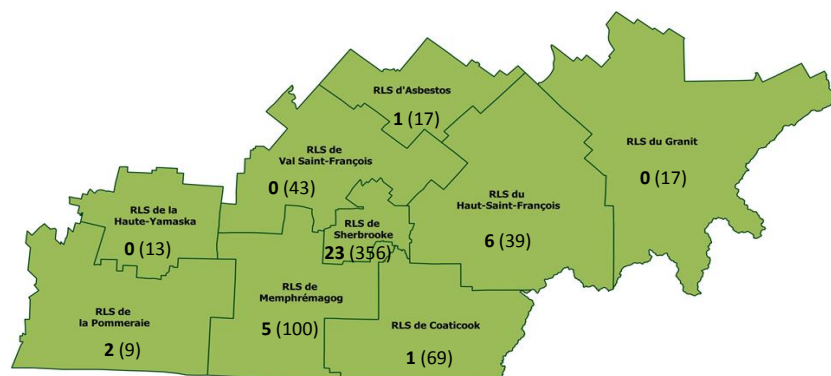 RLS d'Asbestos
1 (17)
RLS du Granit
0 (17)
RLS de
Val Saint-François
0 (43)
RLS du
Haut-Saint-François
6 (39)
RLS de la
Haute-Yamaska
0 (13)
RLS de
Sherbrooke
23 (356)
RLS de
Memphrémagog
5 (100)
RLS de
la Pommeraie
2 (9)
RLS de Coaticook
1 (69)